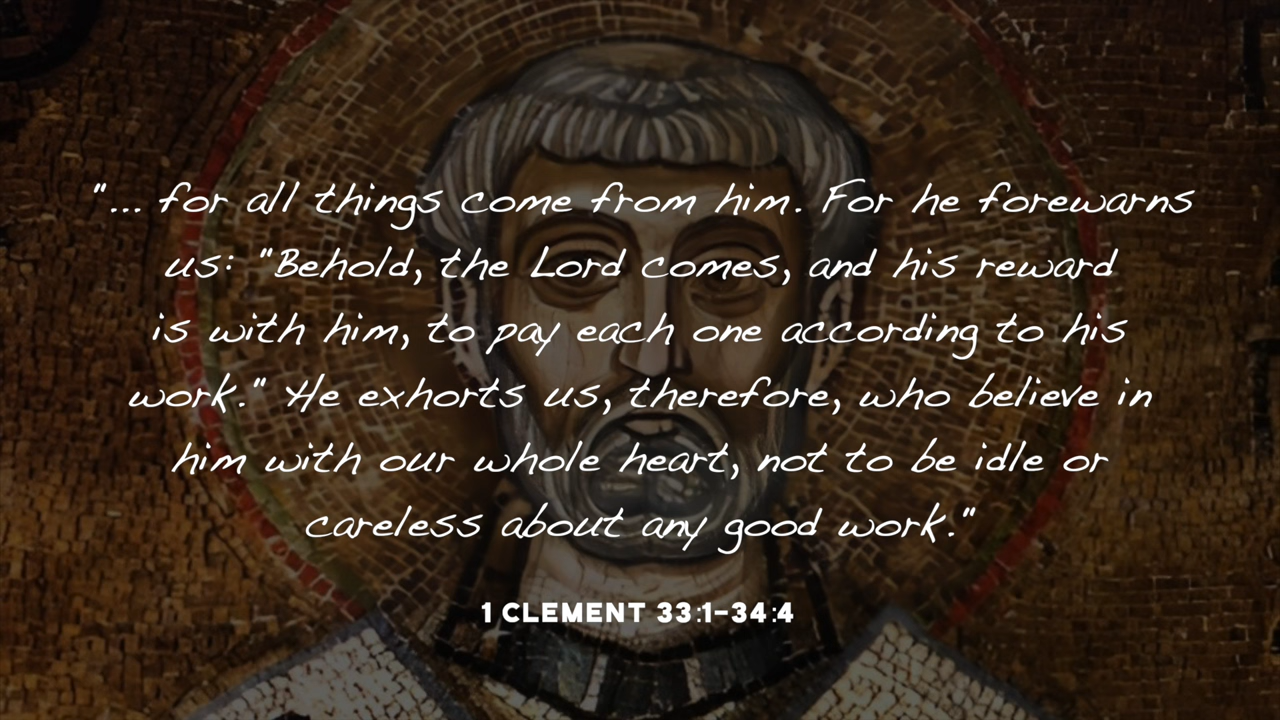 "... for all things come from him. For he forewarns
us: "Behold, the Lord comes, and his reward
is with him, to pay each one according to his
work." He exhorts us, therefore, who believe in
him with our whole heart, not to be idle or
careless about any good work."
1 CLEMENT 33:1-34:4